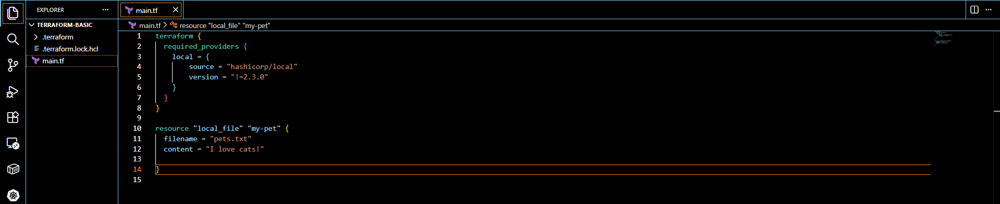 EXPLORER ···
TERRAFORM-BASIC
.terraform
.terraform.lock.hcl
main.tf
main.tf
main.tf > resource "local_file" "my-pet"
1 terraform {
2   required_providers {
3     local = {
4         source = "hashicorp/local"
5         version = "!=2.3.0"
6     }
7   }
8 }
9
10 resource "local_file" "my-pet" {
11   filename = "pets.txt"
12   content = "I love cats!"
13
14 }
15